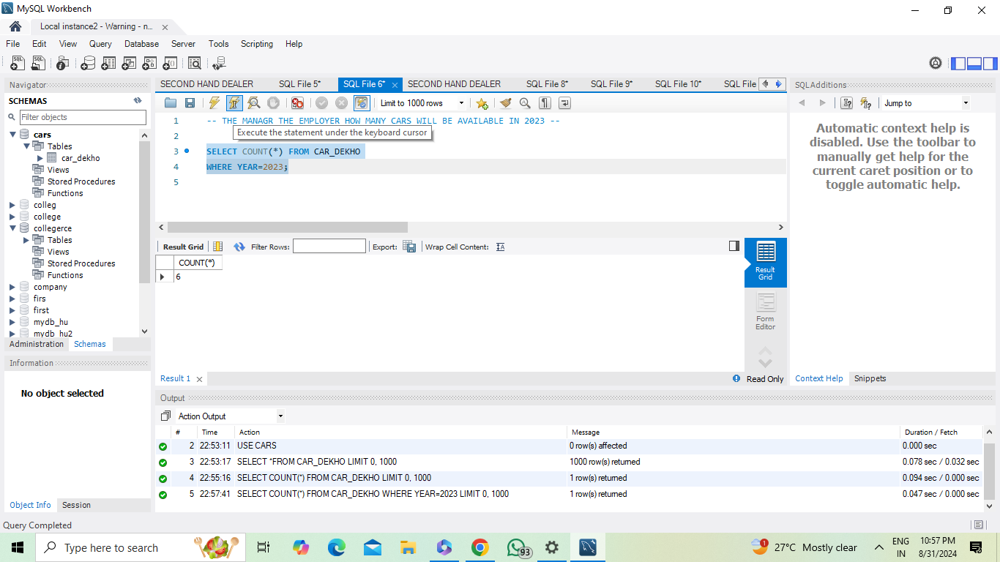 MySQL Workbench
Local instance2 - Warning - n...
File Edit View Query Database Server Tools Scripting Help
Navigator
SCHEMAS
Filter objects
cars
Tables
car_dekho
Views
Stored Procedures
Functions
colleg
college
collegerce
Tables
Views
Stored Procedures
Functions
company
firs
first
mydb_hu
mydb_hu2
Administration Schemas
Information
No object selected
Object Info Session
SECOND HAND DEALER SQL File 5* SQL File 6* SECOND HAND DEALER SQL File 8* SQL File 9* SQL File 10* SQL File
Limit to 1000 rows
1 -- THE MANAGR THE EMPLOYER HOW MANY CARS WILL BE AVAILABLE IN 2023 --
Execute the statement under the keyboard cursor
2
3 SELECT COUNT(*) FROM CAR_DEKHO
4 WHERE YEAR=2023;
5
Result Grid Filter Rows: Export: Wrap Cell Content:
COUNT(*)
6
Result Grid
Form Editor
Result 1 Read Only
SQLAdditions
Jump to
Automatic context help is
disabled. Use the toolbar to
manually get help for the
current caret position or to
toggle automatic help.
Context Help Snippets
Output
Action Output
# Time Action Message Duration / Fetch
2 22:53:11 USE CARS 0 row(s) affected 0.000 sec
3 22:53:17 SELECT *FROM CAR_DEKHO LIMIT 0, 1000 1000 row(s) returned 0.078 sec / 0.032 sec
4 22:55:16 SELECT COUNT(*) FROM CAR_DEKHO LIMIT 0, 1000 1 row(s) returned 0.094 sec / 0.000 sec
5 22:57:41 SELECT COUNT(*) FROM CAR_DEKHO WHERE YEAR=2023 LIMIT 0, 1000 1 row(s) returned 0.047 sec / 0.000 sec
Query Completed
Type here to search
93
1
27°C Mostly clear
ENG
IN
10:57 PM
8/31/2024